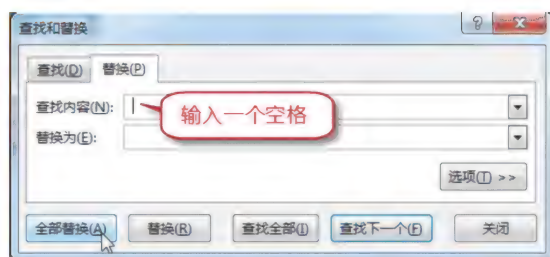 查找和替换
查找(D) 替换(P)
查找内容(N):
输入一个空格
替换为(E):
选项(T) >>
全部替换(A) 替换(R) 查找全部(I) 查找下一个(F) 关闭